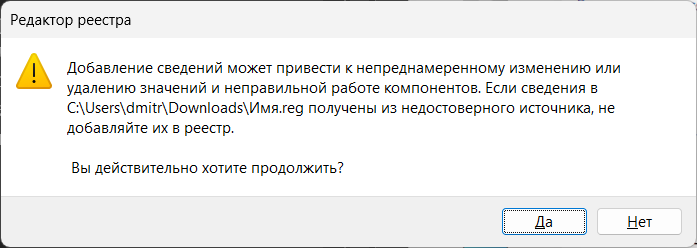 Редактор реестра
Добавление сведений может привести к непреднамеренному изменению или
удалению значений и неправильной работе компонентов. Если сведения в
C:\Users\dmitr\Downloads\Имя.reg получены из недостоверного источника, не
добавляйте их в реестр.
Вы действительно хотите продолжить?
Да
Нет